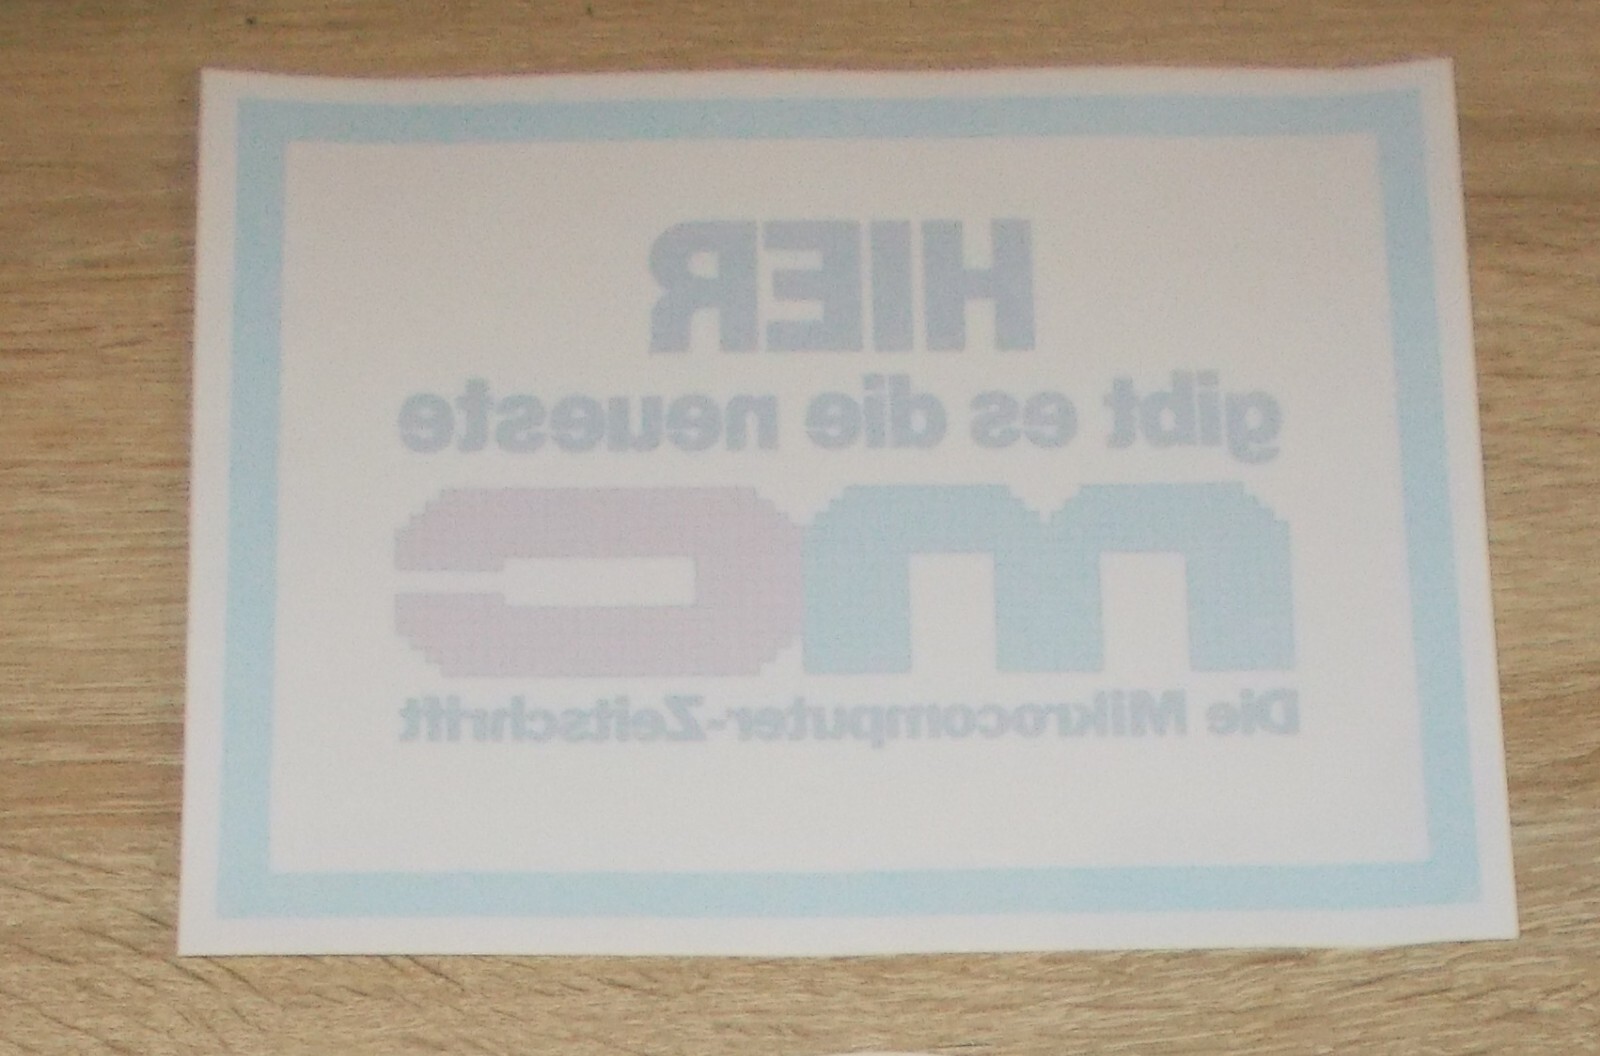 HIER
gibt es die neueste
mc
Die Mikrocomputer-Zeitschrift